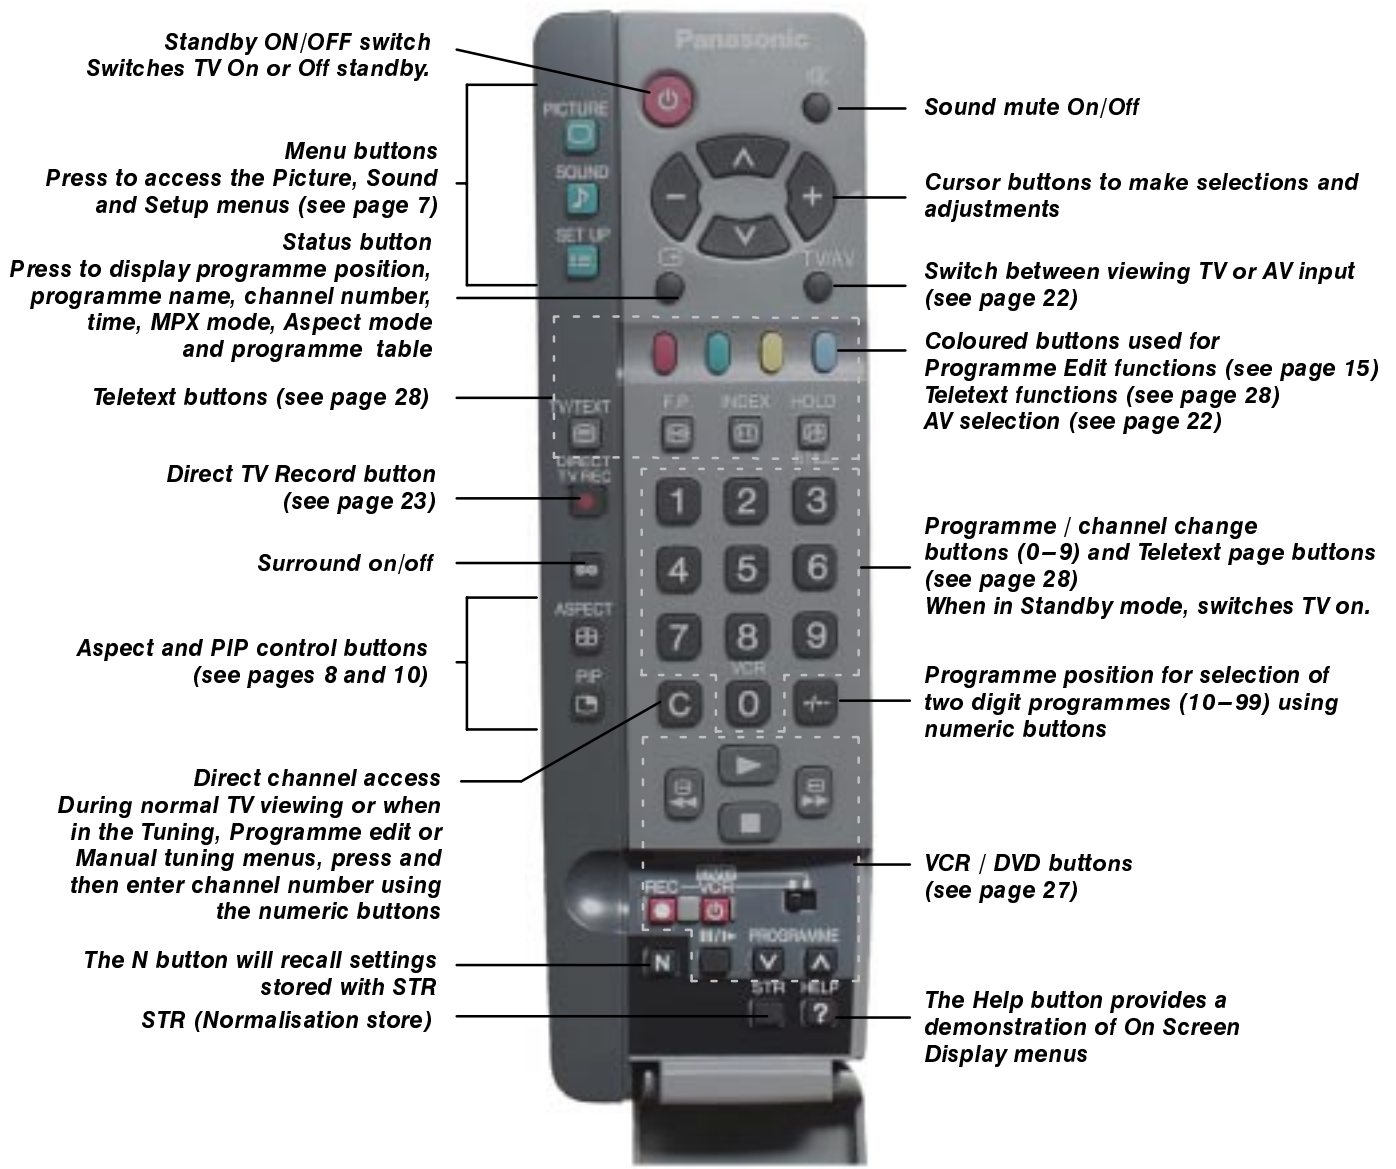 Standby ON/OFF switch
Switches TV On or Off standby.
Menu buttons
Press to access the Picture, Sound
and Setup menus (see page 7)
Status button
Press to display programme position,
programme name, channel number,
time, MPX mode, Aspect mode
and programme table
Teletext buttons (see page 28)
Direct TV Record button
(see page 23)
Surround on/off
Aspect and PIP control buttons
(see pages 8 and 10)
Direct channel access
During normal TV viewing or when
in the Tuning, Programme edit or
Manual tuning menus, press and
then enter channel number using
the numeric buttons
The N button will recall settings
stored with STR
STR (Normalisation store)
Panasonic
PICTURE
SOUND
SET UP
TV/AV
TV/TEXT
F.P.
INDEX
HOLD
DIRECT
TV REC
1 2 3
4 5 6
7 8 9
ASPECT
VCR
PIP
C 0 -/--
REC VCR
PROGRAMME
N
STR HELP
?
Sound mute On/Off
Cursor buttons to make selections and
adjustments
Switch between viewing TV or AV input
(see page 22)
Coloured buttons used for
Programme Edit functions (see page 15)
Teletext functions (see page 28)
AV selection (see page 22)
Programme / channel change
buttons (0–9) and Teletext page buttons
(see page 28)
When in Standby mode, switches TV on.
Programme position for selection of
two digit programmes (10–99) using
numeric buttons
VCR / DVD buttons
(see page 27)
The Help button provides a
demonstration of On Screen
Display menus